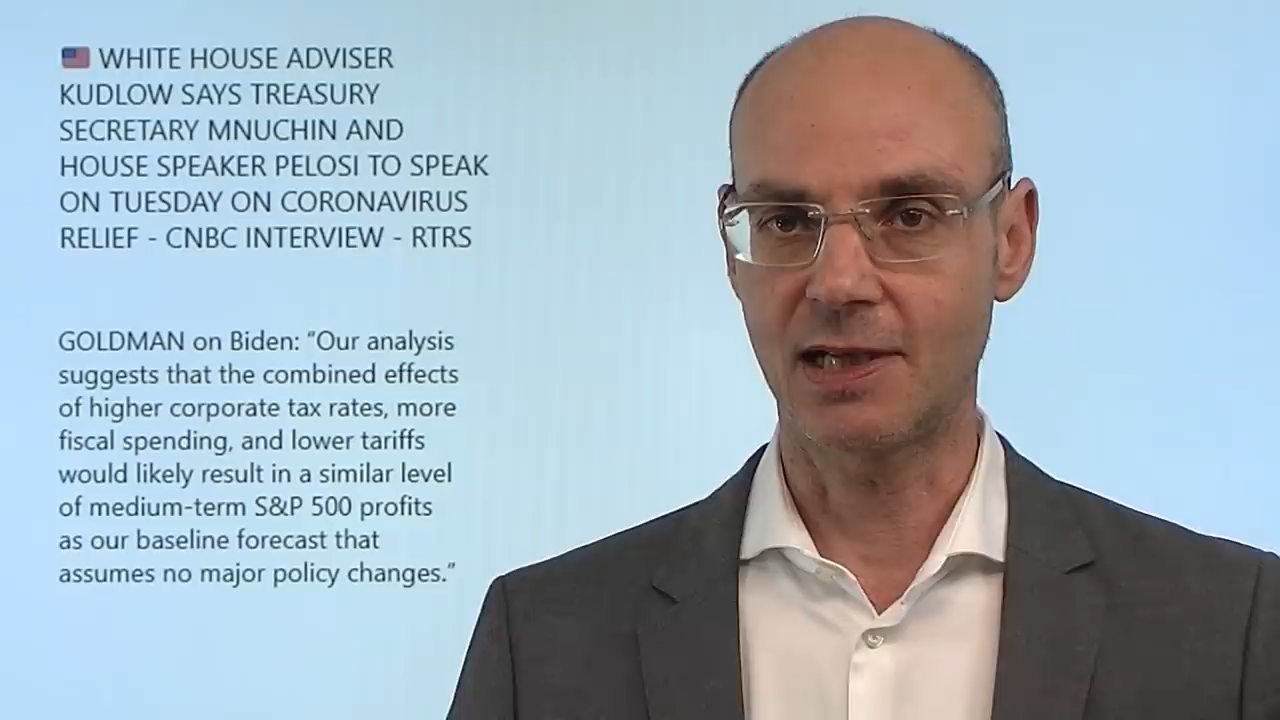 WHITE HOUSE ADVISER
KUDLOW SAYS TREASURY
SECRETARY MNUCHIN AND
HOUSE SPEAKER PELOSI TO SPEAK
ON TUESDAY ON CORONAVIRUS
RELIEF - CNBC INTERVIEW - RTRS
GOLDMAN on Biden: “Our analysis
suggests that the combined effects
of higher corporate tax rates, more
fiscal spending, and lower tariffs
would likely result in a similar level
of medium-term S&P 500 profits
as our baseline forecast that
assumes no major policy changes.”